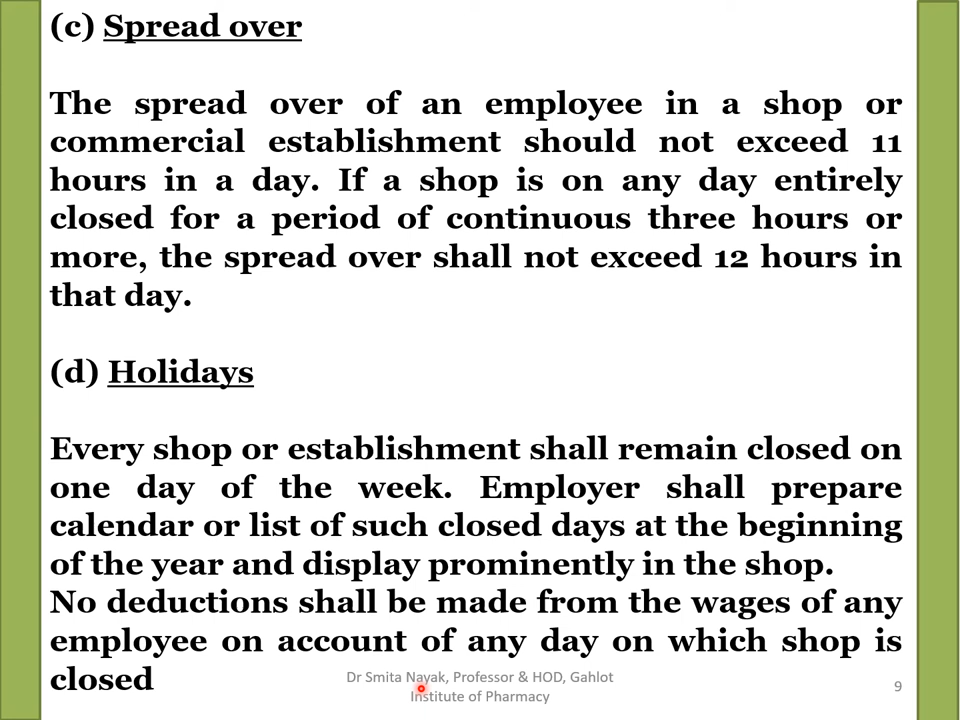 (c) Spread over
The spread over of an employee in a shop or
commercial establishment should not exceed 11
hours in a day. If a shop is on any day entirely
closed for a period of continuous three hours or
more, the spread over shall not exceed 12 hours in
that day.
(d) Holidays
Every shop or establishment shall remain closed on
one day of the week. Employer shall prepare
calendar or list of such closed days at the beginning
of the year and display prominently in the shop.
No deductions shall be made from the wages of any
employee on account of any day on which shop is
closed
Dr Smita Nayak, Professor & HOD, Gahlot
Institute of Pharmacy
9